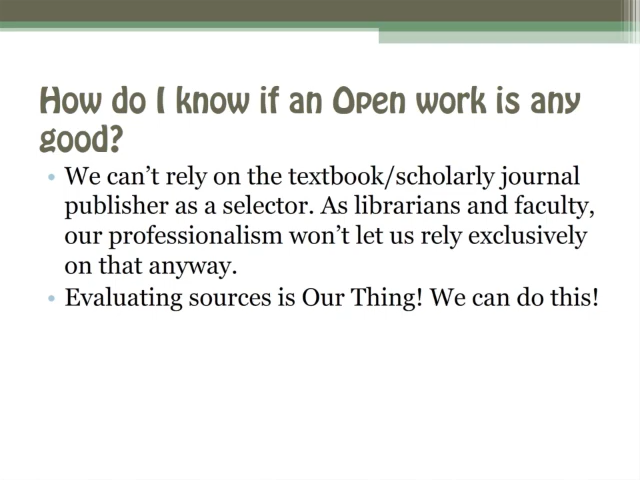 How do I know if an Open work is any
good?
• We can’t rely on the textbook/scholarly journal
publisher as a selector. As librarians and faculty,
our professionalism won’t let us rely exclusively
on that anyway.
• Evaluating sources is Our Thing! We can do this!